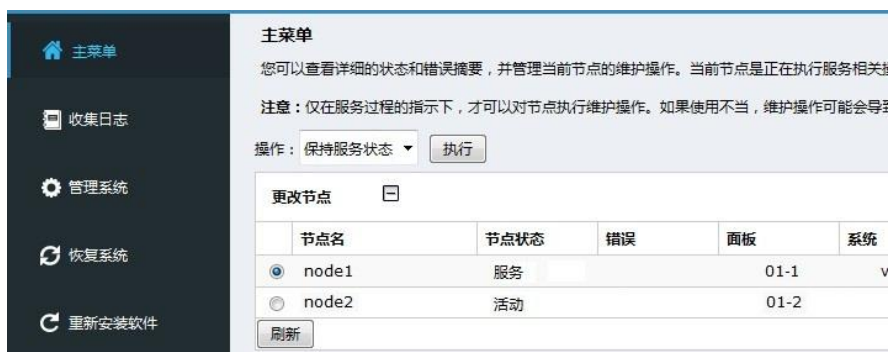 主菜单
收集日志
管理系统
恢复系统
重新安装软件
主菜单
您可以查看详细的状态和错误摘要，并管理当前节点的维护操作。当前节点是正在执行服务相关
注意：仅在服务过程的指示下，才可以对节点执行维护操作。如果使用不当，维护操作可能会导
操作： 保持服务状态 执行
更改节点
节点名 节点状态 错误 面板 系统
node1 服务 01-1
node2 活动 01-2
刷新